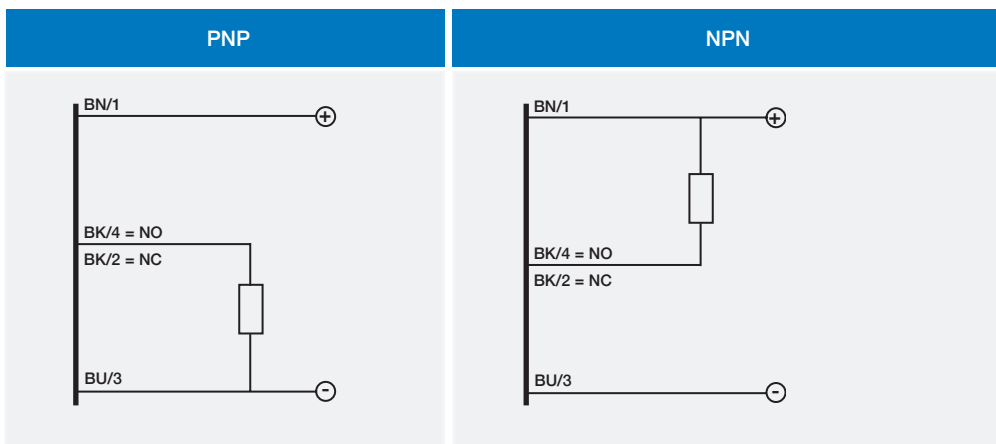 PNP
BN/1
+
BK/4 = NO
BK/2 = NC
BU/3
-
NPN
BN/1
+
BK/4 = NO
BK/2 = NC
BU/3
-